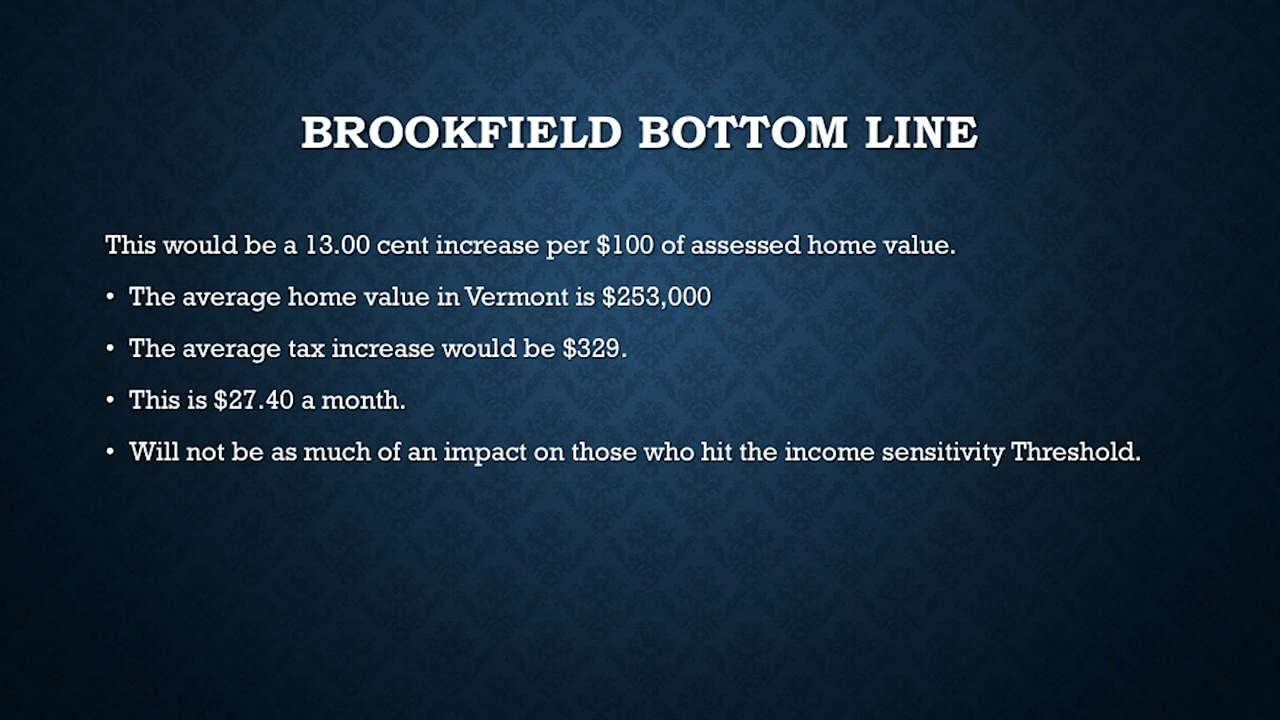 BROOKFIELD BOTTOM LINE
This would be a 13.00 cent increase per $100 of assessed home value.
• The average home value in Vermont is $253,000
• The average tax increase would be $329.
• This is $27.40 a month.
• Will not be as much of an impact on those who hit the income sensitivity Threshold.